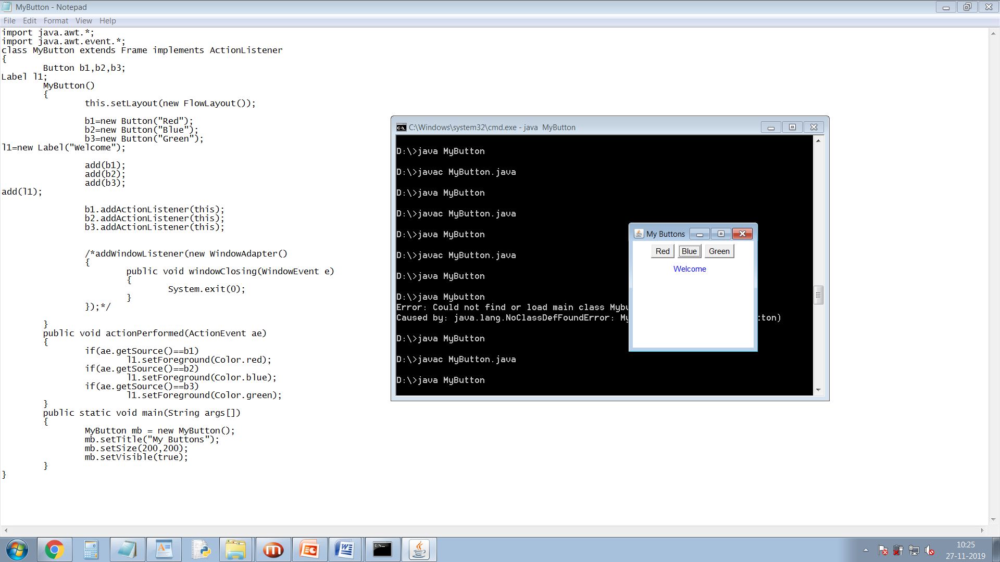 MyButton - Notepad
File Edit Format View Help
import java.awt.*;
import java.awt.event.*;
class MyButton extends Frame implements ActionListener
{
Button b1,b2,b3;
Label l1;
MyButton()
{
this.setLayout(new FlowLayout());
b1=new Button("Red");
b2=new Button("Blue");
b3=new Button("Green");
l1=new Label("Welcome");
add(b1);
add(b2);
add(b3);
add(l1);
b1.addActionListener(this);
b2.addActionListener(this);
b3.addActionListener(this);
/*addWindowListener(new WindowAdapter()
{
public void windowClosing(WindowEvent e)
{
System.exit(0);
}
});*/
}
public void actionPerformed(ActionEvent ae)
{
if(ae.getSource()==b1)
l1.setForeground(Color.red);
if(ae.getSource()==b2)
l1.setForeground(Color.blue);
if(ae.getSource()==b3)
l1.setForeground(Color.green);
}
public static void main(String args[])
{
MyButton mb = new MyButton();
mb.setTitle("My Buttons");
mb.setSize(200,200);
mb.setVisible(true);
}
}
C:\Windows\system32\cmd.exe - java  MyButton
D:\>java MyButton
D:\>javac MyButton.java
D:\>java MyButton
D:\>javac MyButton.java
D:\>java MyButton
D:\>javac MyButton.java
D:\>java MyButton
D:\>java Mybutton
Error: Could not find or load main class Mybu
Caused by: java.lang.NoClassDefFoundError: My tton)
D:\>java MyButton
D:\>javac MyButton.java
D:\>java MyButton
My Buttons
Red Blue Green
Welcome
10:25
27-11-2019